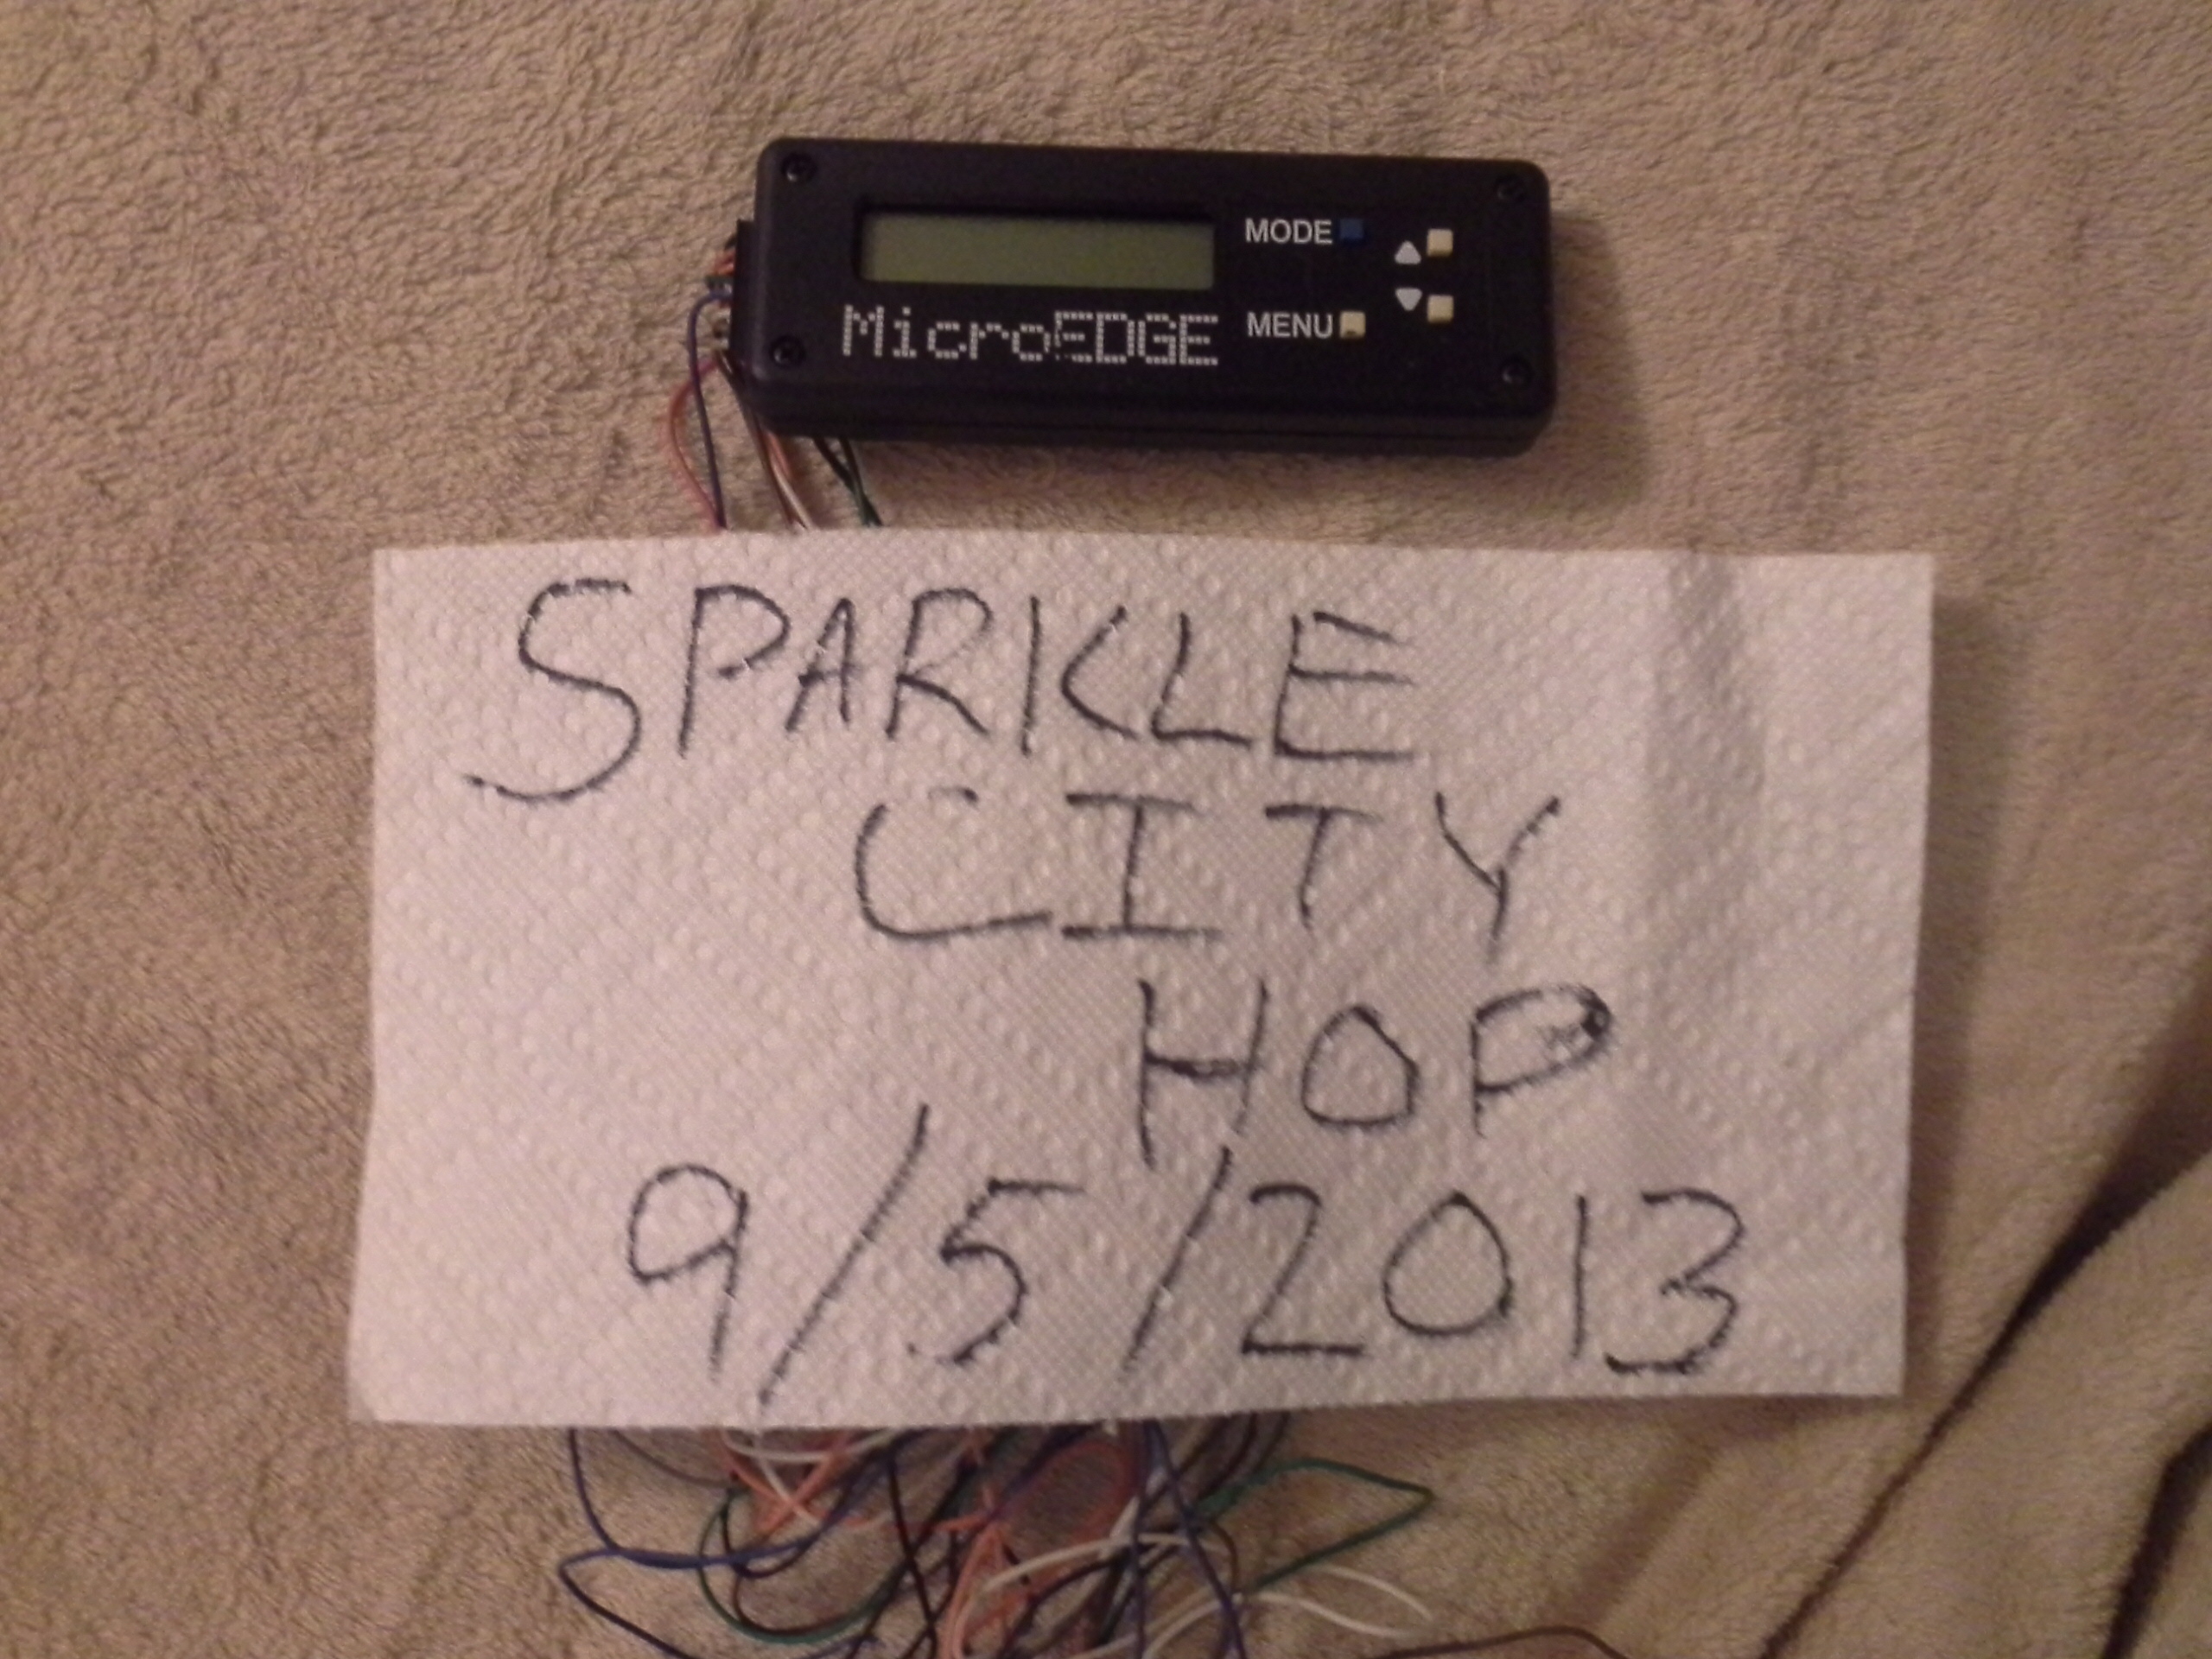 MODE
MicroEDGE
MENU
SPARKLE
CITY
HOP
9/5/2013